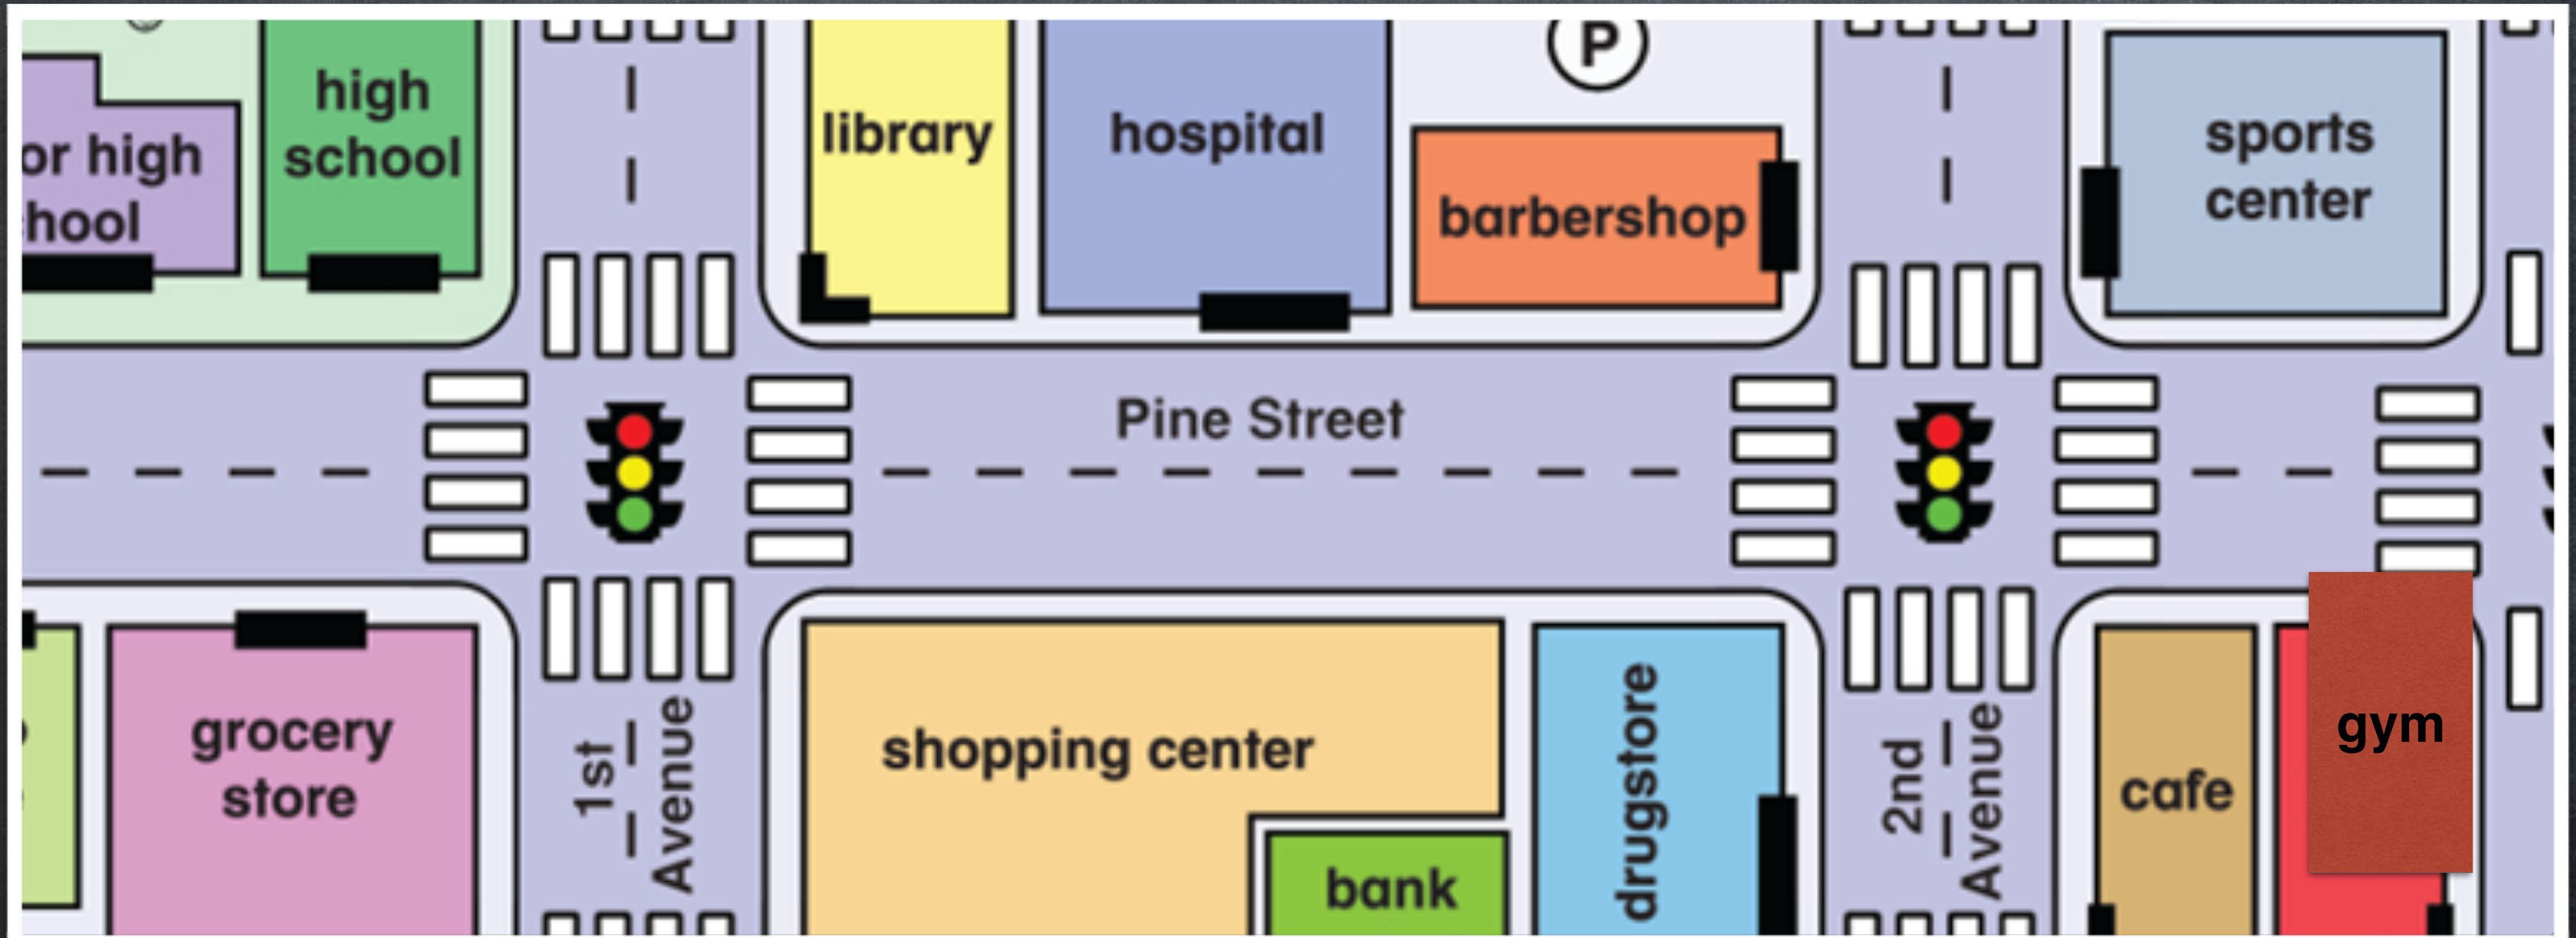 high
school
or high
hool
library
hospital
P
barbershop
sports
center
Pine Street
grocery
store
1st
Avenue
shopping center
bank
drugstore
2nd
Avenue
cafe
gym